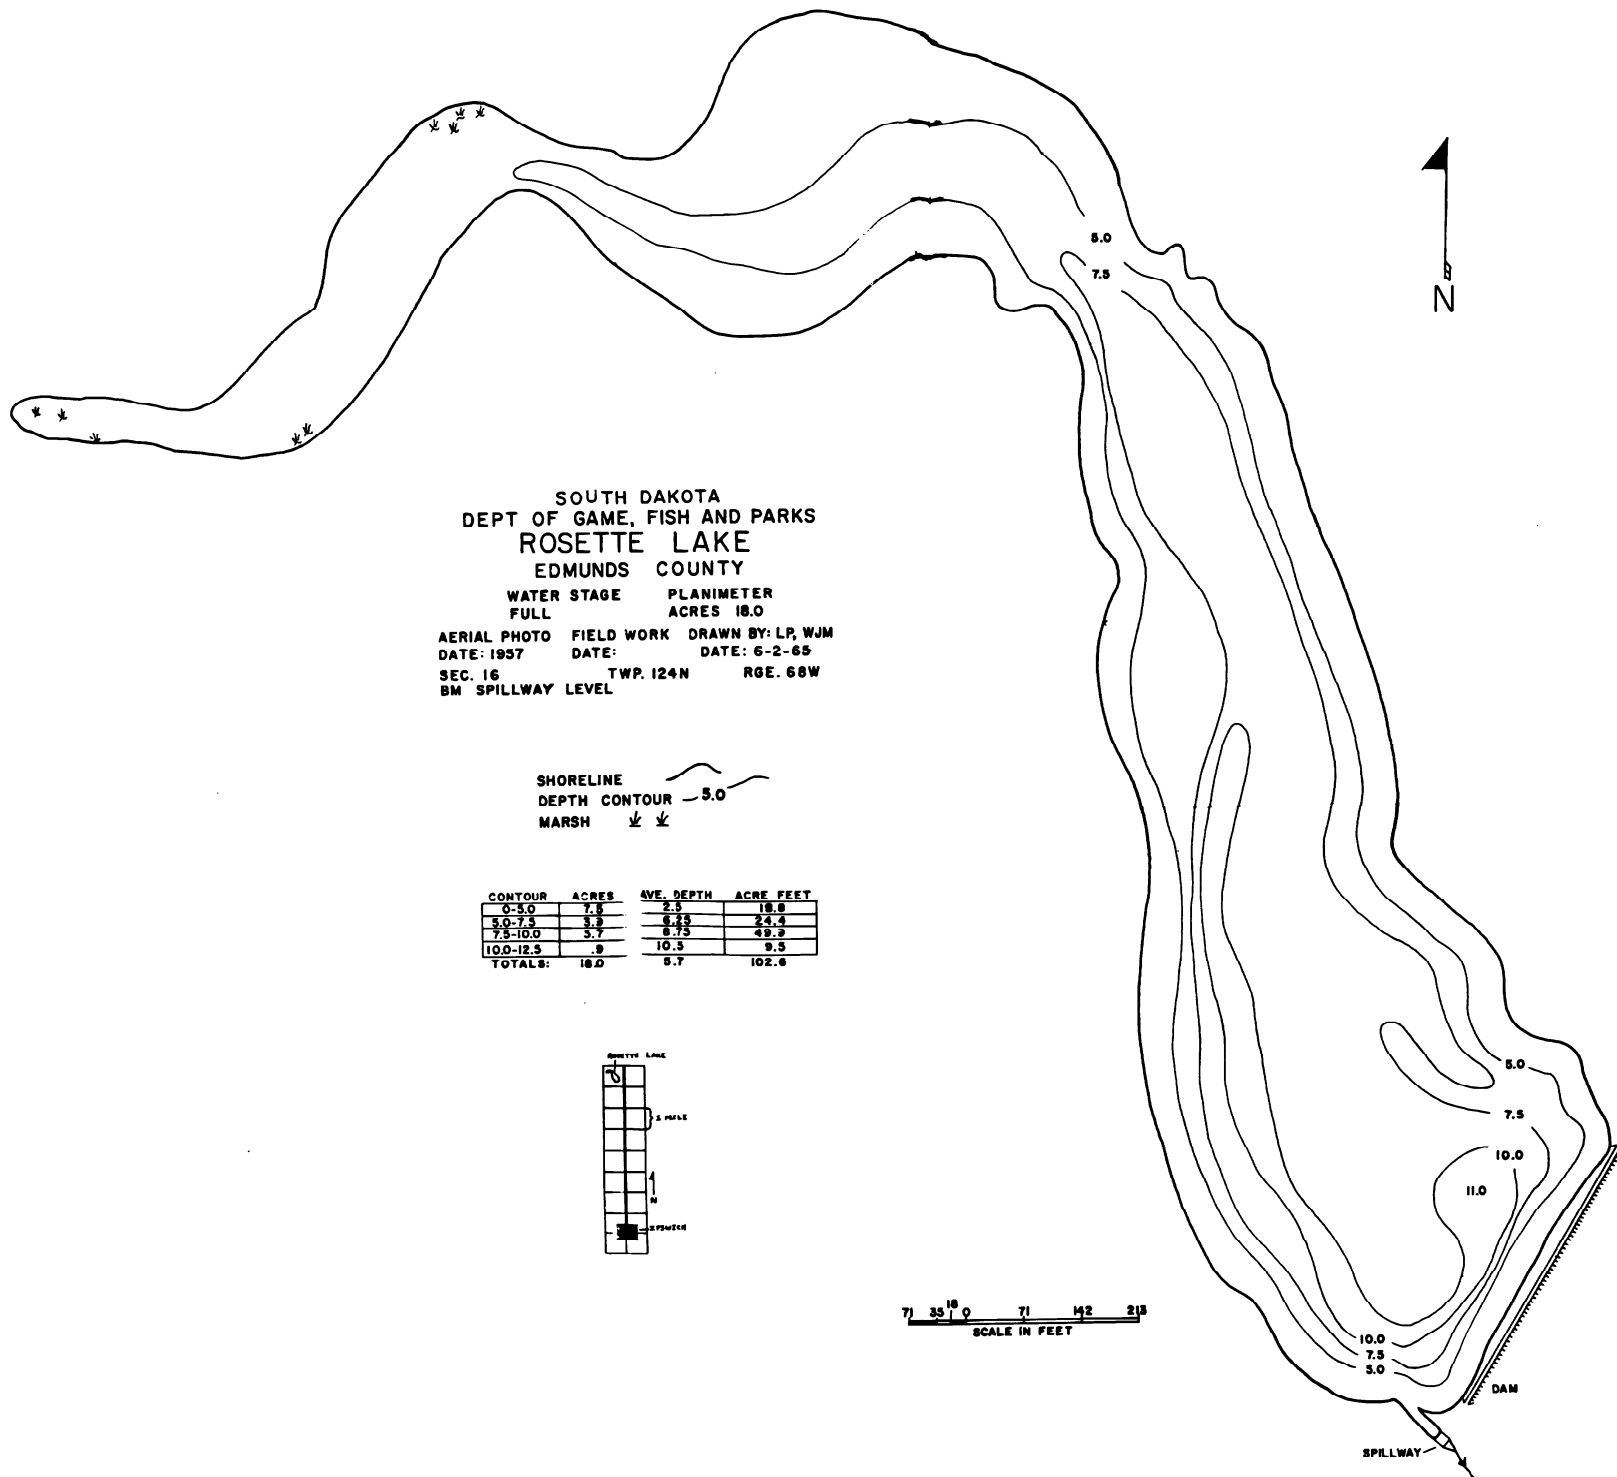 SOUTH DAKOTA
DEPT OF GAME, FISH AND PARKS
ROSETTE LAKE
EDMUNDS COUNTY
WATER STAGE PLANIMETER
FULL ACRES 18.0
AERIAL PHOTO FIELD WORK DRAWN BY: LP, WJM
DATE: 1957 DATE: DATE: 6-2-65
SEC. 16 TWP. 124N RGE. 68W
BM SPILLWAY LEVEL
SHORELINE
DEPTH CONTOUR 5.0
MARSH
CONTOUR ACRES AVE. DEPTH ACRE FEET
0-5.0 7.5 2.5 18.8
5.0-7.5 3.9 6.25 24.4
7.5-10.0 5.7 8.75 49.9
10.0-12.5 .9 10.5 9.5
TOTALS: 18.0 5.7 102.6
ROSETTE LAKE
MILE
N
IPSWICH
N
5.0
7.5
5.0
7.5
10.0
11.0
10.0
7.5
5.0
DAM
SPILLWAY
71 35 18 0 71 142 213
SCALE IN FEET